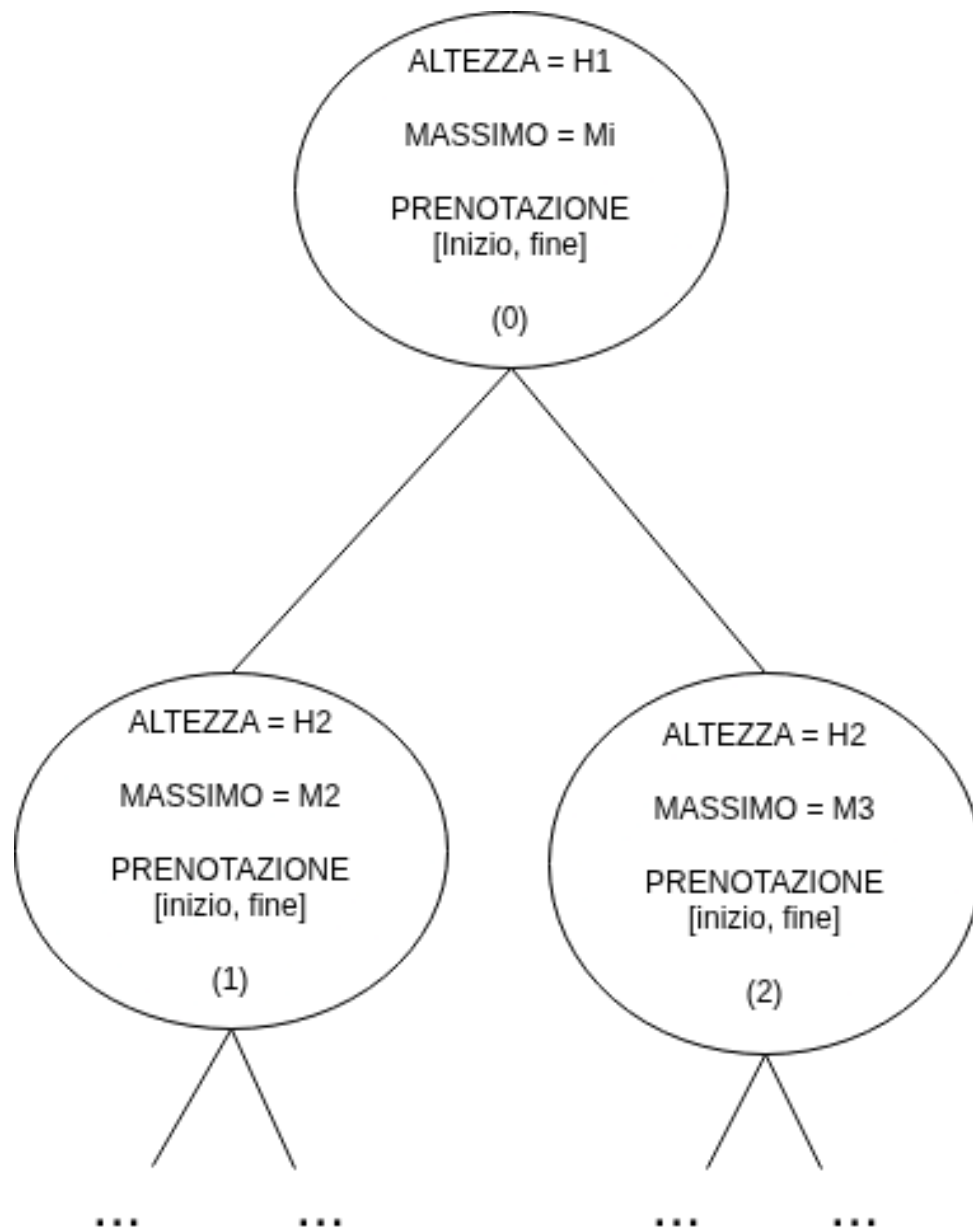 ALTEZZA = H1
MASSIMO = Mi
PRENOTAZIONE
[Inizio, fine]
(0)
ALTEZZA = H2
MASSIMO = M2
PRENOTAZIONE
[inizio, fine]
(1)
ALTEZZA = H2
MASSIMO = M3
PRENOTAZIONE
[inizio, fine]
(2)
... ... ... ...